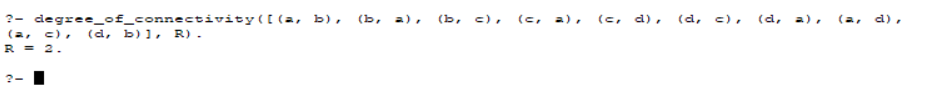 ?- degree_of_connectivity([(a, b), (b, a), (b, c), (c, a), (c, d), (d, c), (d, a), (a, d),
(a, c), (d, b)], R).
R = 2.
?-